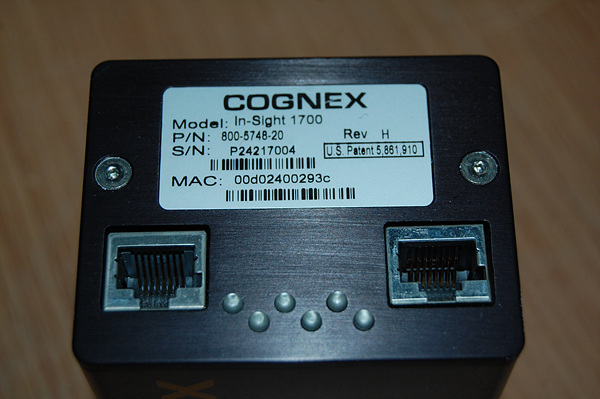 COGNEX
Model: In-Sight 1700
P/N: 800-5748-20 Rev H
S/N: P24217004 U.S. Patent 5,861,910
MAC: 00d02400293c
X